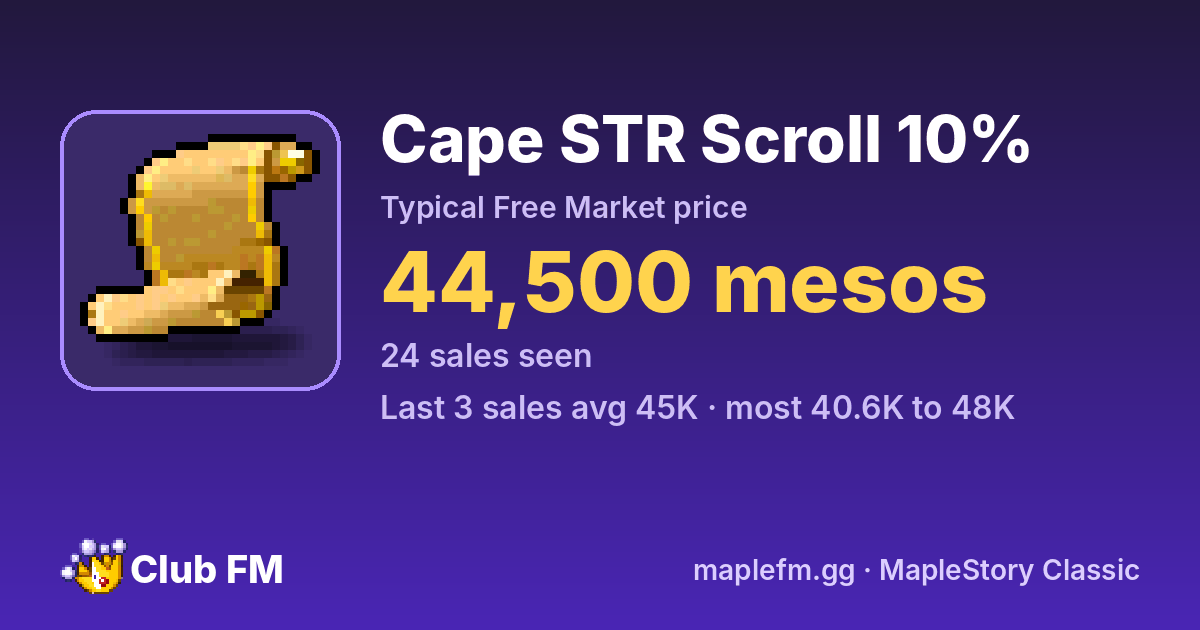 Cape STR Scroll 10%
Typical Free Market price
44,500 mesos
24 sales seen
Last 3 sales avg 45K · most 40.6K to 48K
Club FM
maplefm.gg · MapleStory Classic